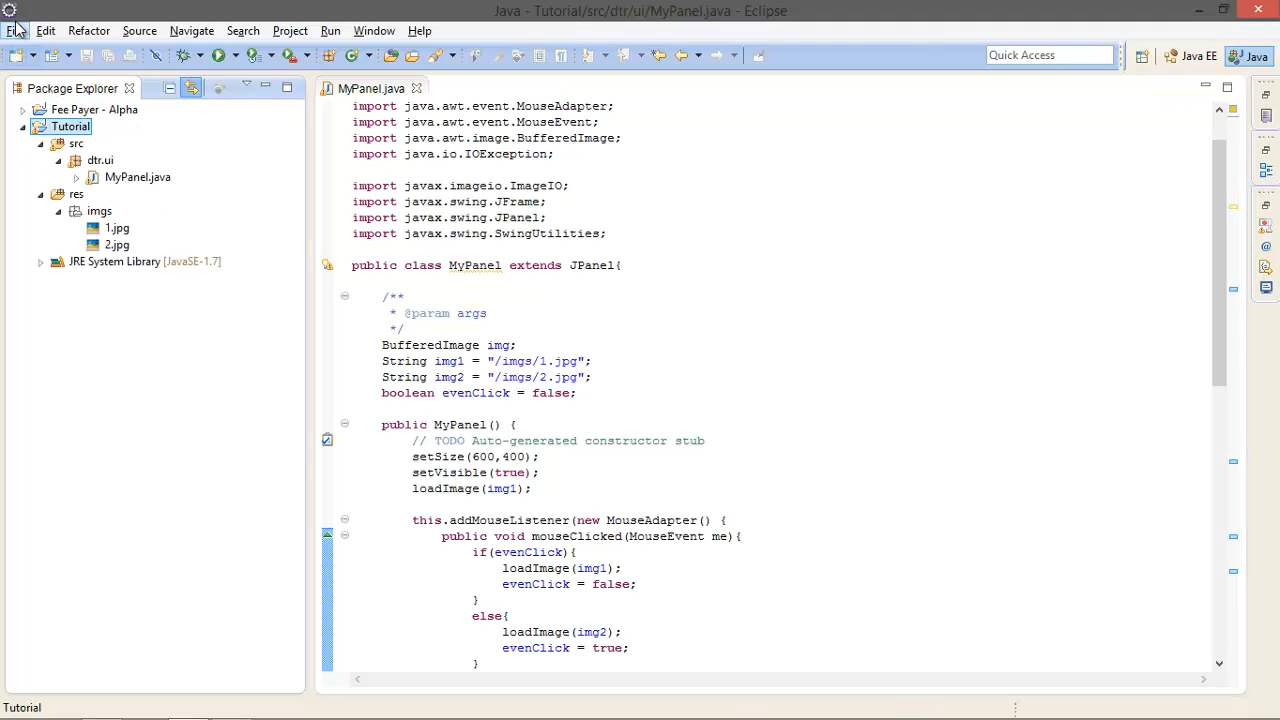 Java - Tutorial/src/dtr/ui/MyPanel.java - Eclipse
Edit Refactor Source Navigate Search Project Run Window Help
Quick Access
Java EE
Java
Package Explorer
Fee Payer - Alpha
Tutorial
src
dtr.ui
MyPanel.java
res
imgs
1.jpg
2.jpg
JRE System Library [JavaSE-1.7]
MyPanel.java
import java.awt.event.MouseAdapter;
import java.awt.event.MouseEvent;
import java.awt.image.BufferedImage;
import java.io.IOException;
import javax.imageio.ImageIO;
import javax.swing.JFrame;
import javax.swing.JPanel;
import javax.swing.SwingUtilities;
public class MyPanel extends JPanel{
/**
* @param args
*/
BufferedImage img;
String img1 = "/imgs/1.jpg";
String img2 = "/imgs/2.jpg";
boolean evenClick = false;
public MyPanel() {
// TODO Auto-generated constructor stub
setSize(600,400);
setVisible(true);
loadImage(img1);
this.addMouseListener(new MouseAdapter() {
public void mouseClicked(MouseEvent me){
if(evenClick){
loadImage(img1);
evenClick = false;
}
else{
loadImage(img2);
evenClick = true;
}
Tutorial